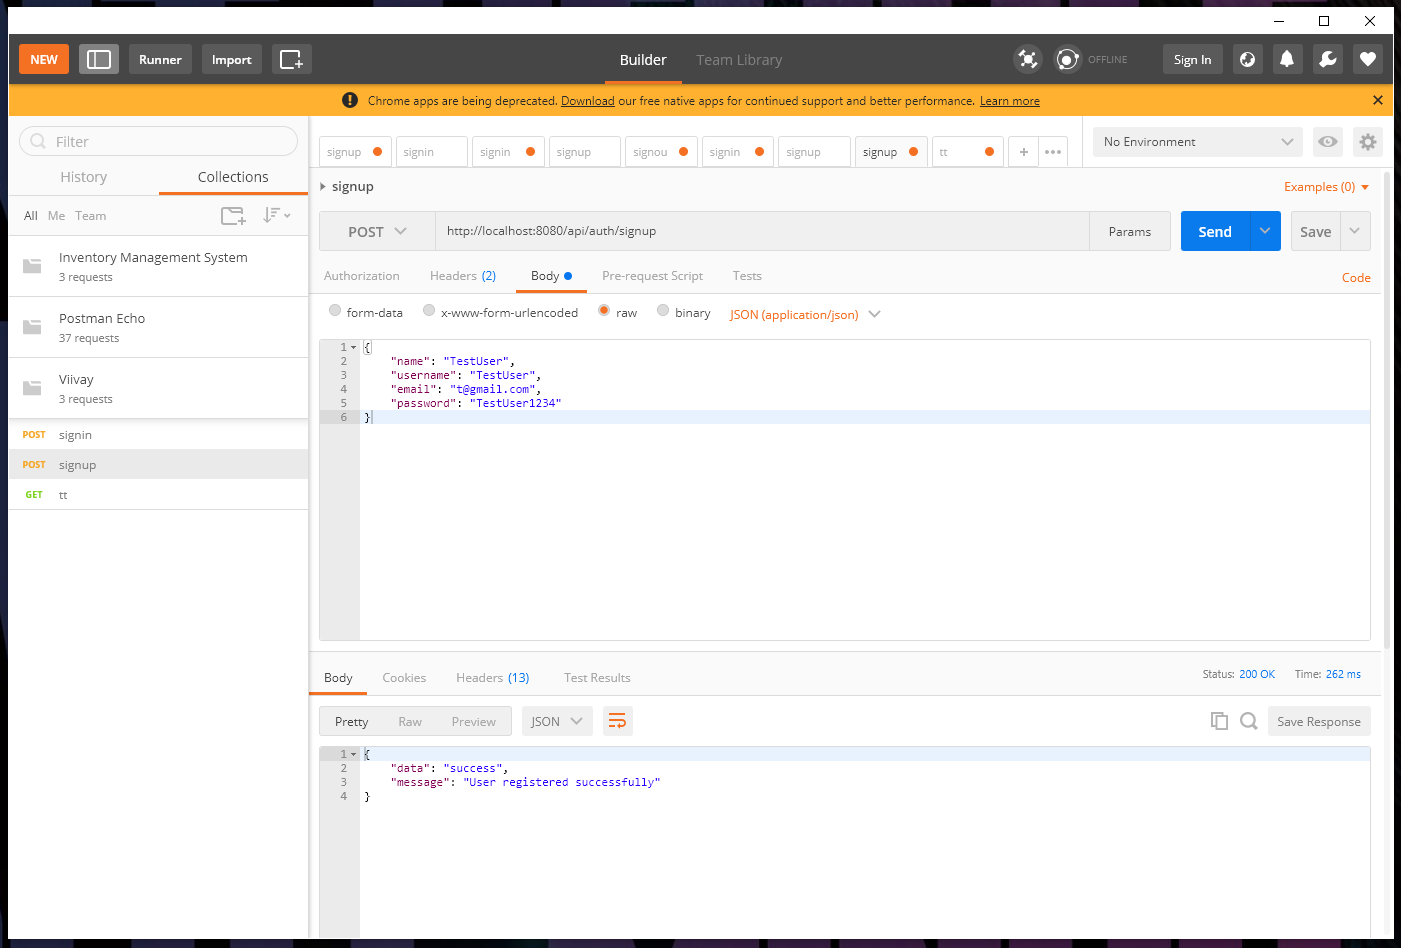 NEW Runner Import Builder Team Library OFFLINE Sign In
Chrome apps are being deprecated. Download our free native apps for continued support and better performance. Learn more
Filter
History Collections
All Me Team
Inventory Management System
3 requests
Postman Echo
37 requests
Viivay
3 requests
POST signin
POST signup
GET tt
signup signin signin signup signou signin signup signup tt + •••
No Environment
signup
Examples (0)
POST http://localhost:8080/api/auth/signup Params Send Save
Authorization Headers (2) Body Pre-request Script Tests Code
form-data x-www-form-urlencoded raw binary JSON (application/json)
1 {
2 "name": "TestUser",
3 "username": "TestUser",
4 "email": "t@gmail.com",
5 "password": "TestUser1234"
6 }
Body Cookies Headers (13) Test Results Status: 200 OK Time: 262 ms
Pretty Raw Preview JSON Save Response
1 {
2 "data": "success",
3 "message": "User registered successfully"
4 }